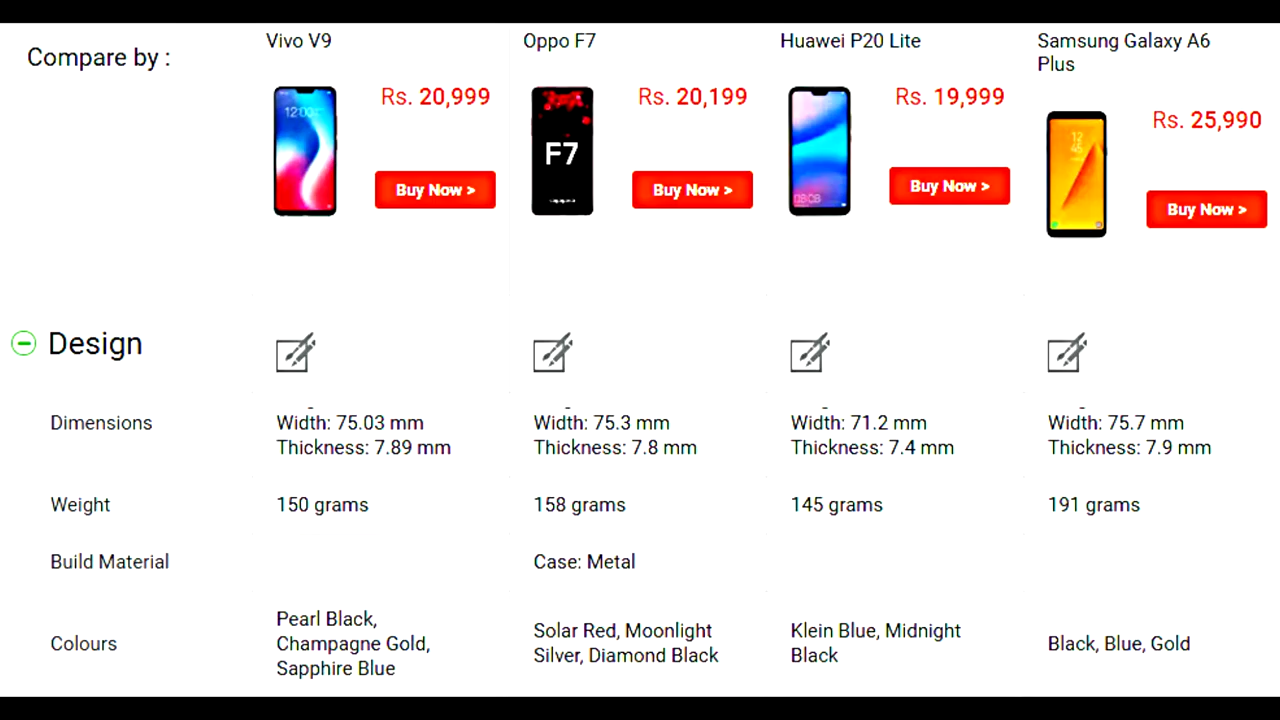 Compare by :
Vivo V9
Rs. 20,999
Buy Now >
Oppo F7
F7
Rs. 20,199
Buy Now >
Huawei P20 Lite
Rs. 19,999
Buy Now >
Samsung Galaxy A6
Plus
Rs. 25,990
Buy Now >
Design
Dimensions
Width: 75.03 mm
Thickness: 7.89 mm
Width: 75.3 mm
Thickness: 7.8 mm
Width: 71.2 mm
Thickness: 7.4 mm
Width: 75.7 mm
Thickness: 7.9 mm
Weight
150 grams
158 grams
145 grams
191 grams
Build Material
Case: Metal
Colours
Pearl Black,
Champagne Gold,
Sapphire Blue
Solar Red, Moonlight
Silver, Diamond Black
Klein Blue, Midnight
Black
Black, Blue, Gold